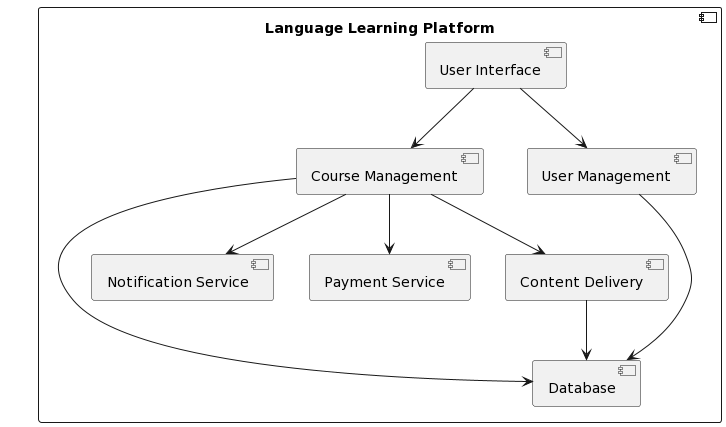 Language Learning Platform
User Interface
Course Management
User Management
Notification Service
Payment Service
Content Delivery
Database